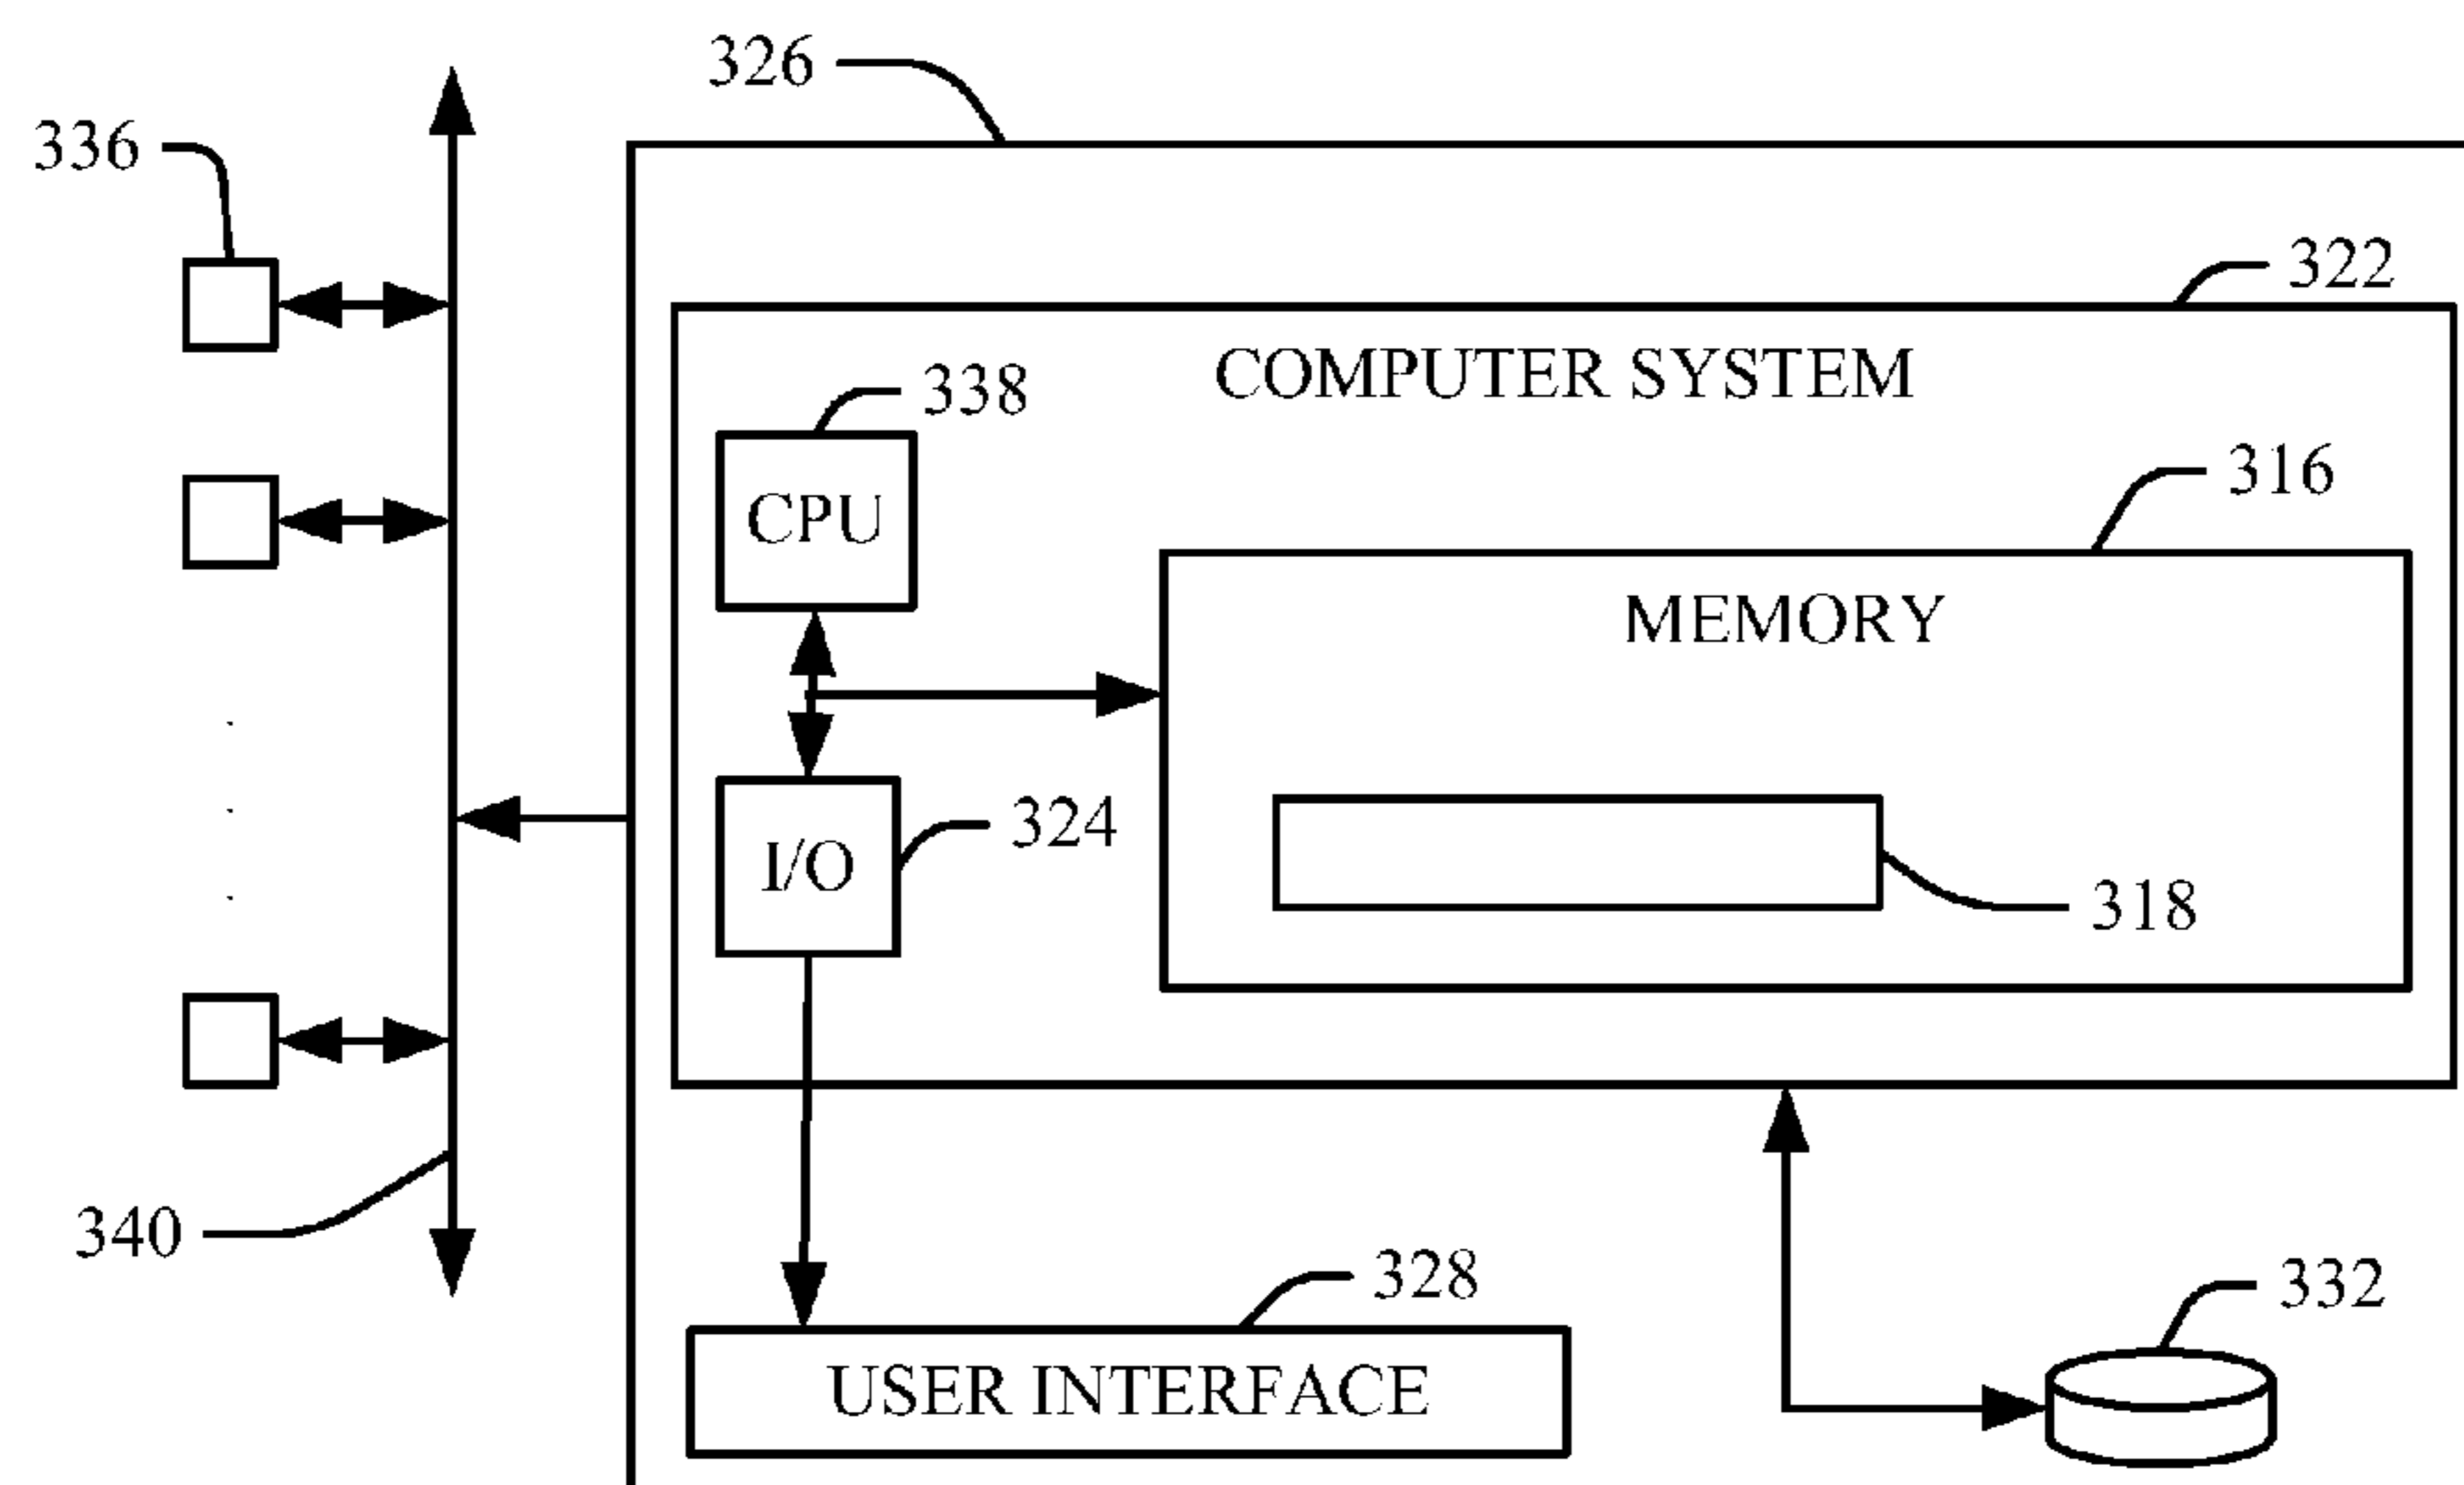 326
336
322
COMPUTER SYSTEM
338
316
CPU
MEMORY
324
I/O
318
340
328
332
USER INTERFACE